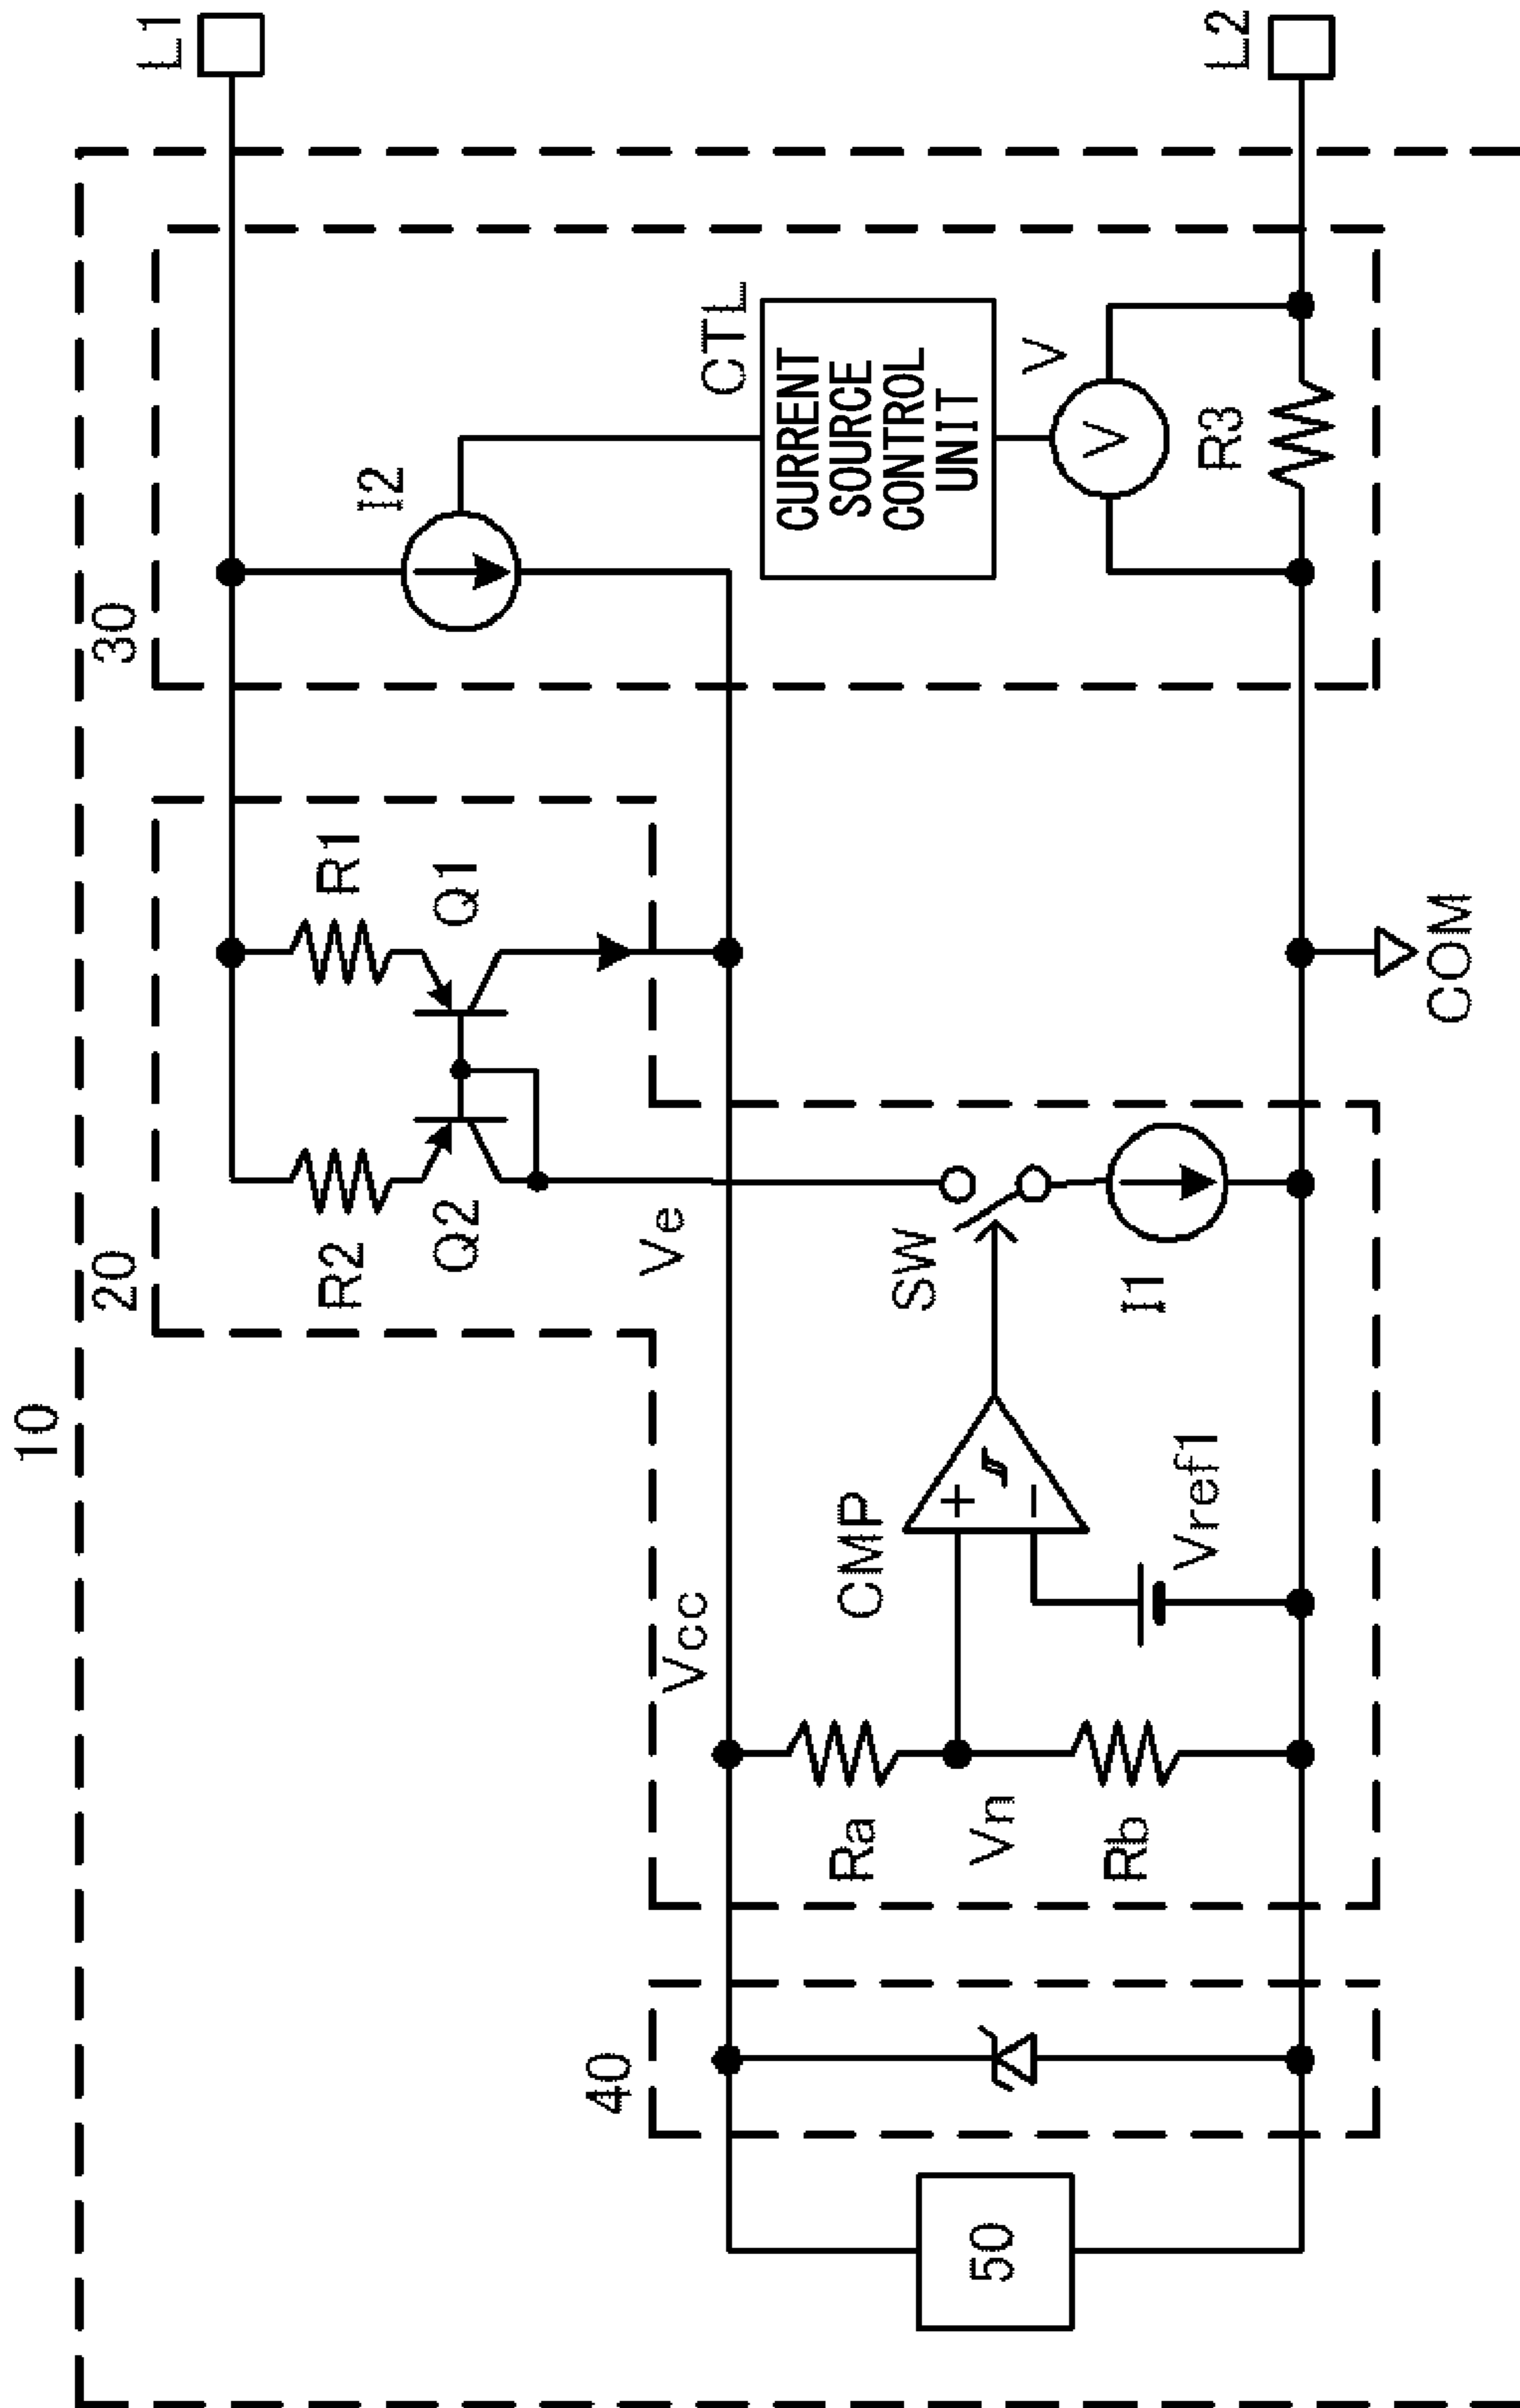 10
20
30
L1
R2
R1
Q2
Q1
I2
Ve
Vcc
40
50
Ra
Vn
Rb
CMP
+
−
Vref1
SW
I1
CTL
CURRENT
SOURCE
CONTROL
UNIT
V
V
R3
COM
L2